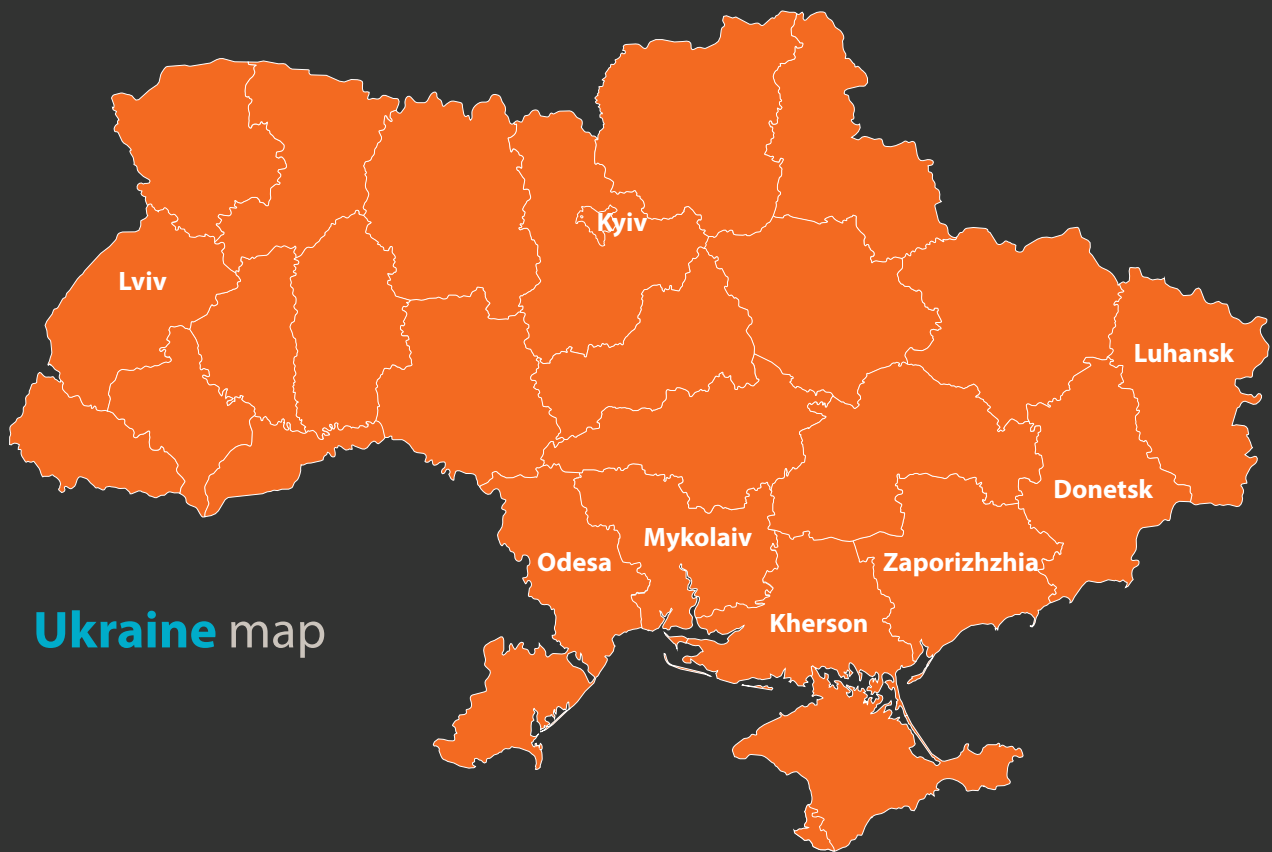 Kyiv
Lviv
Luhansk
Donetsk
Mykolaiv
Odesa
Zaporizhzhia
Kherson
Ukraine map